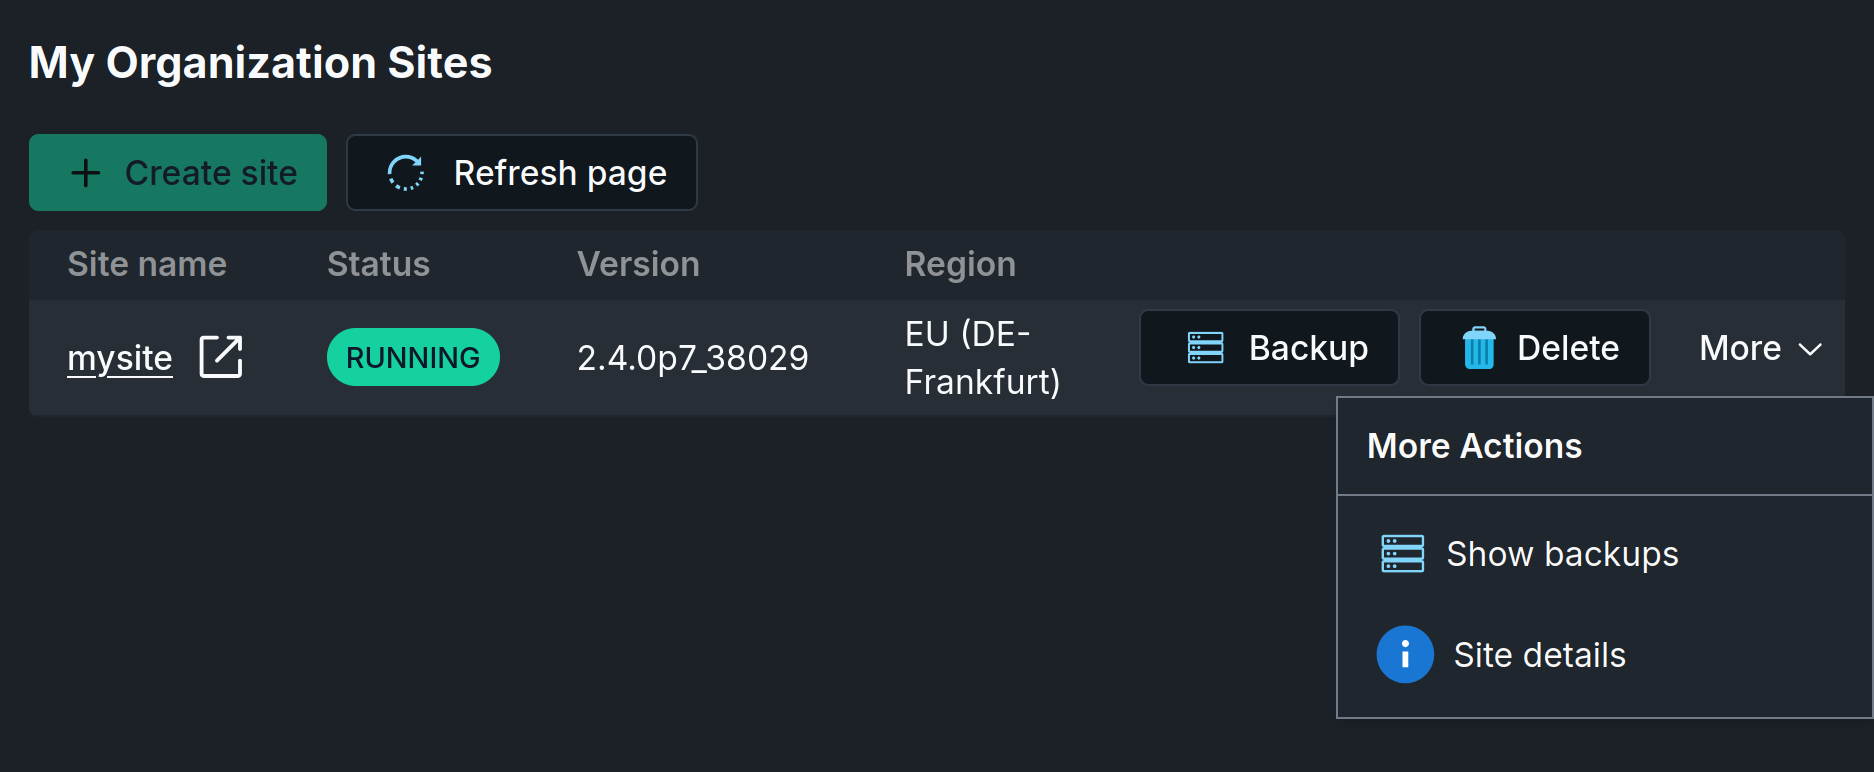 My Organization Sites
Create site
Refresh page
Site name Status Version Region
mysite RUNNING 2.4.0p7_38029 EU (DE-
Frankfurt) Backup Delete More
More Actions
Show backups
Site details